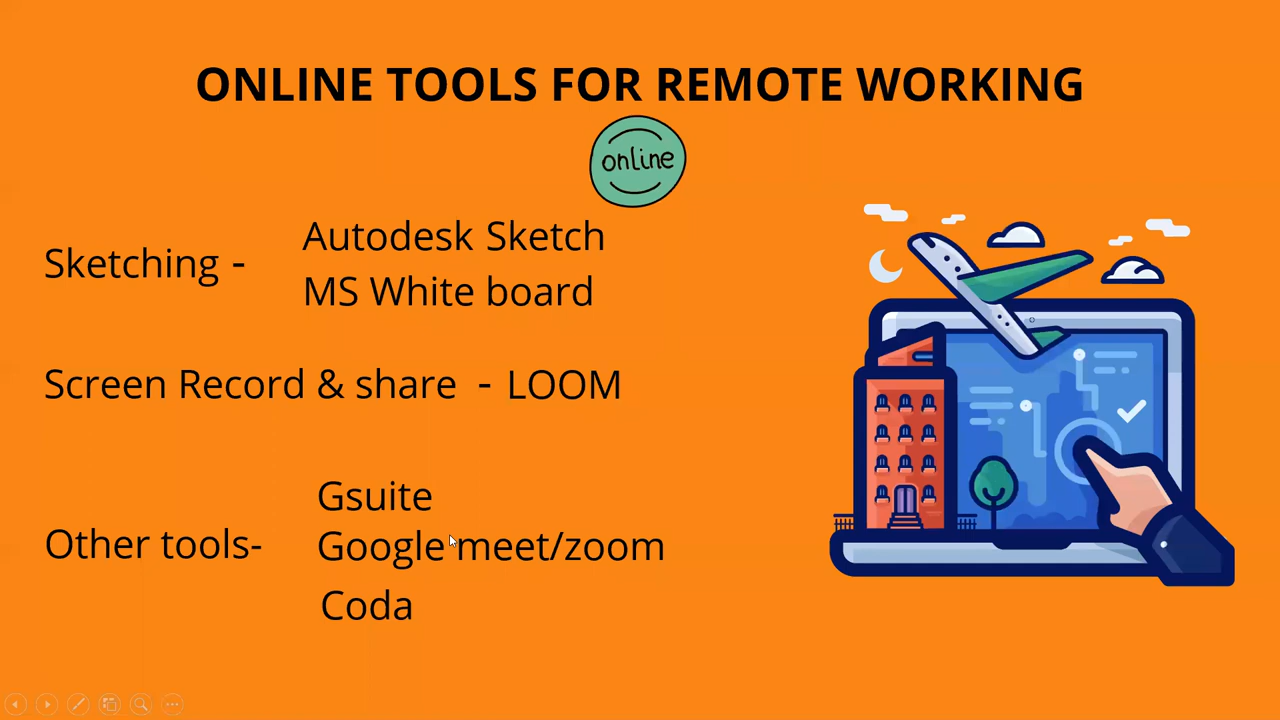 ONLINE TOOLS FOR REMOTE WORKING
online
Autodesk Sketch
Sketching -
MS White board
Screen Record & share - LOOM
Gsuite
Other tools- Google meet/zoom
Coda